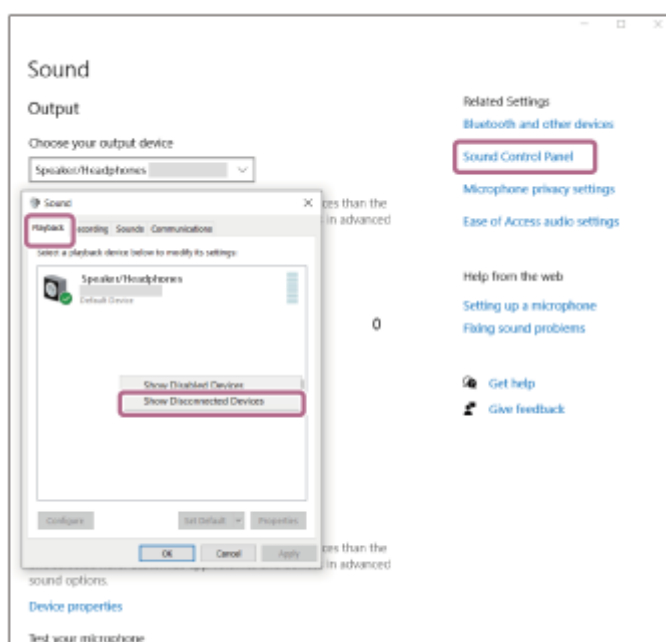 Sound
Output
Choose your output device
Speaker/Headphones
ces than the
in advanced
Sound
Playback
ecording
Sounds
Communications
Select a playback device below to modify its settings:
Speaker/Headphones
Default Device
0
Show Disabled Devices
Show Disconnected Devices
Configure
Set Default
Properties
OK
Cancel
Apply
ces than the
in advanced
sound options.
Device properties
Test your microphone
Related Settings
Bluetooth and other devices
Sound Control Panel
Microphone privacy settings
Ease of Access audio settings
Help from the web
Setting up a microphone
Fixing sound problems
Get help
Give feedback